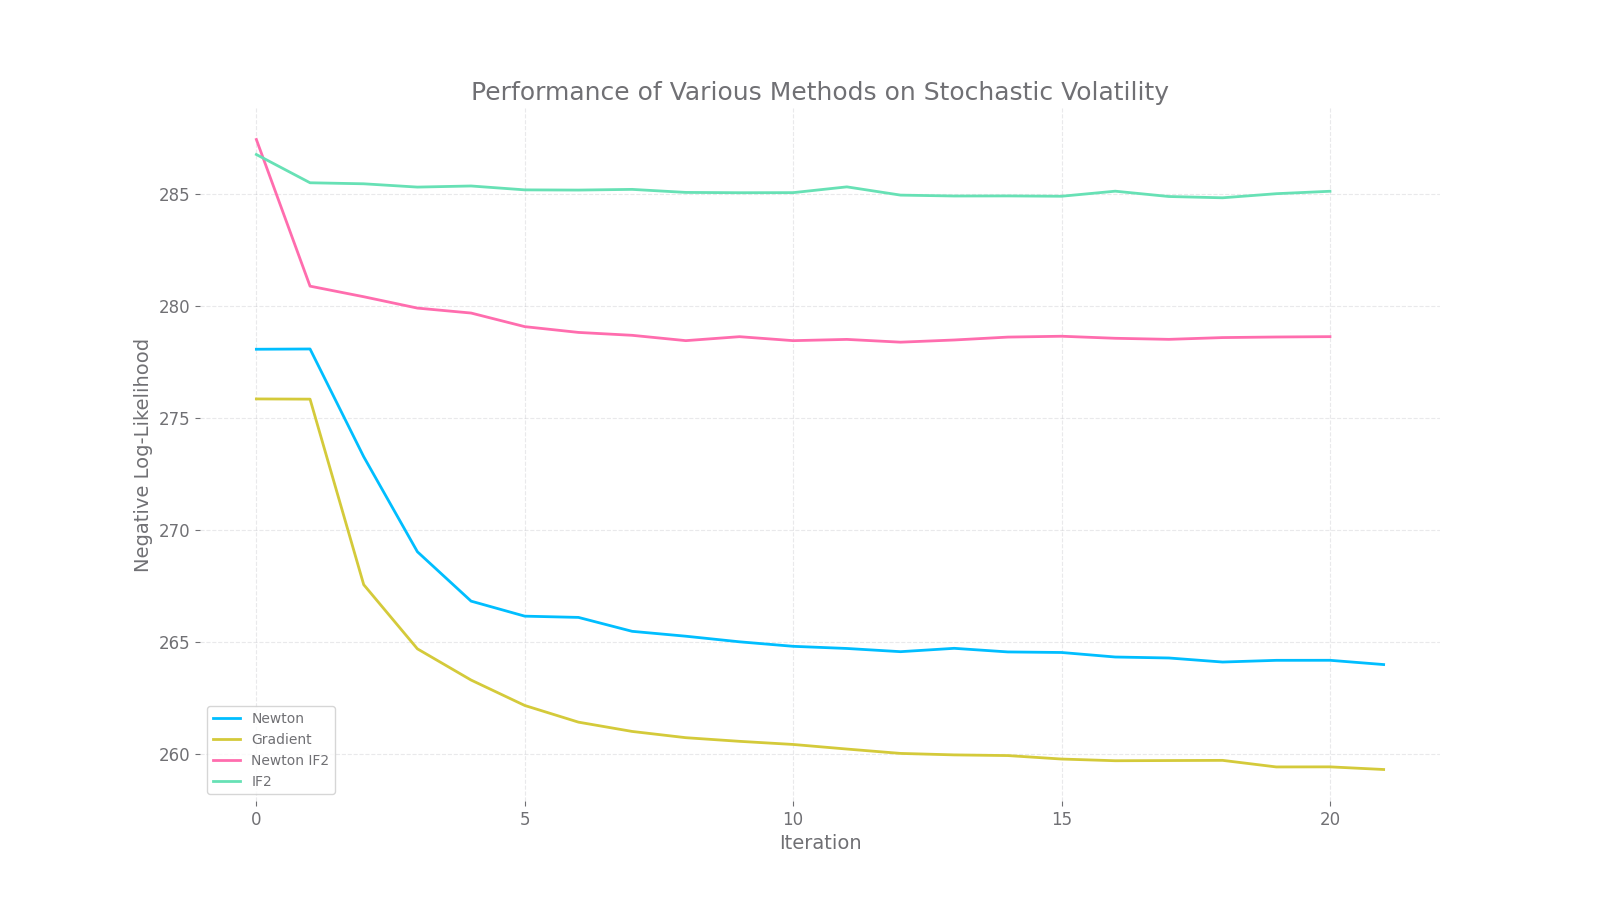 Performance of Various Methods on Stochastic Volatility
Negative Log-Likelihood
285
280
275
270
265
260
Newton
Gradient
Newton IF2
IF2
0 5 10 15 20
Iteration